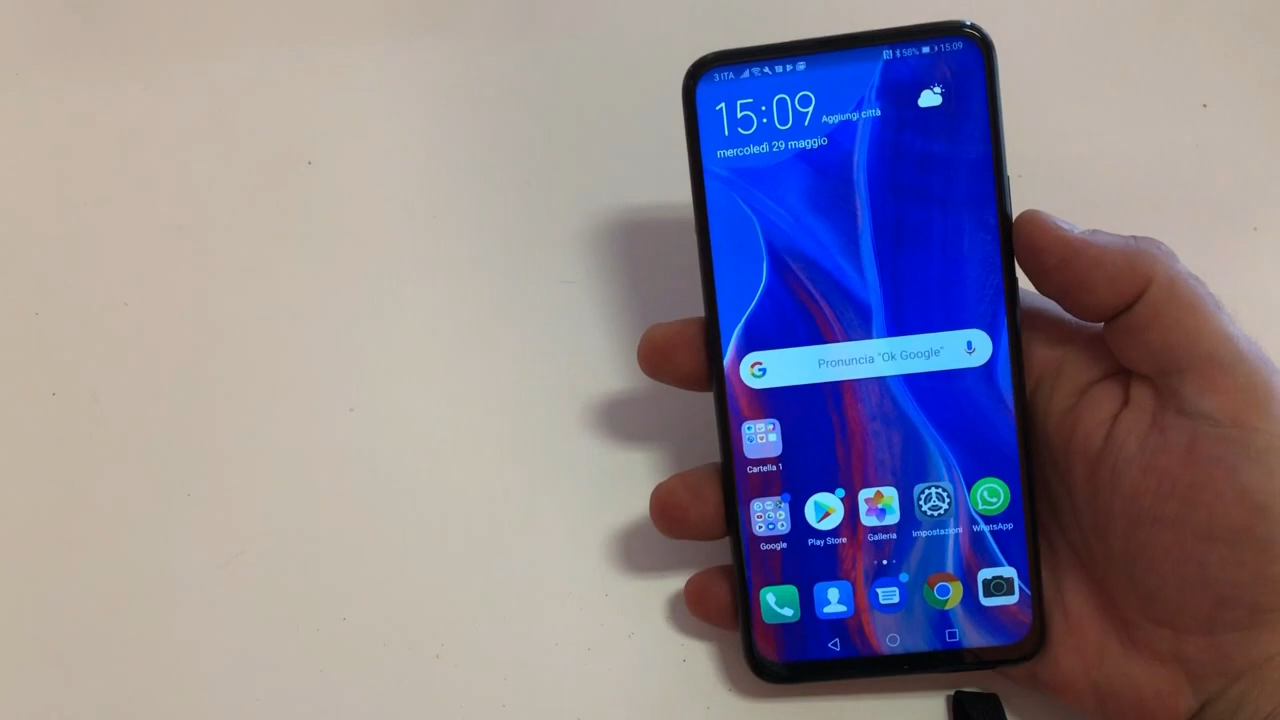 3 ITA
58% 15:09
15:09 Aggiungi città
mercoledì 29 maggio
G Pronuncia "Ok Google"
Cartella 1
Google Play Store Galleria Impostazioni WhatsApp